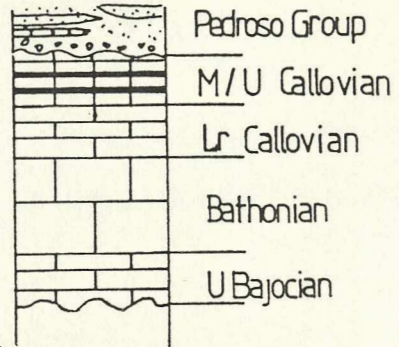 Pedroso Group
M/U Callovian
Lr Callovian
Bathonian
U Bajocian